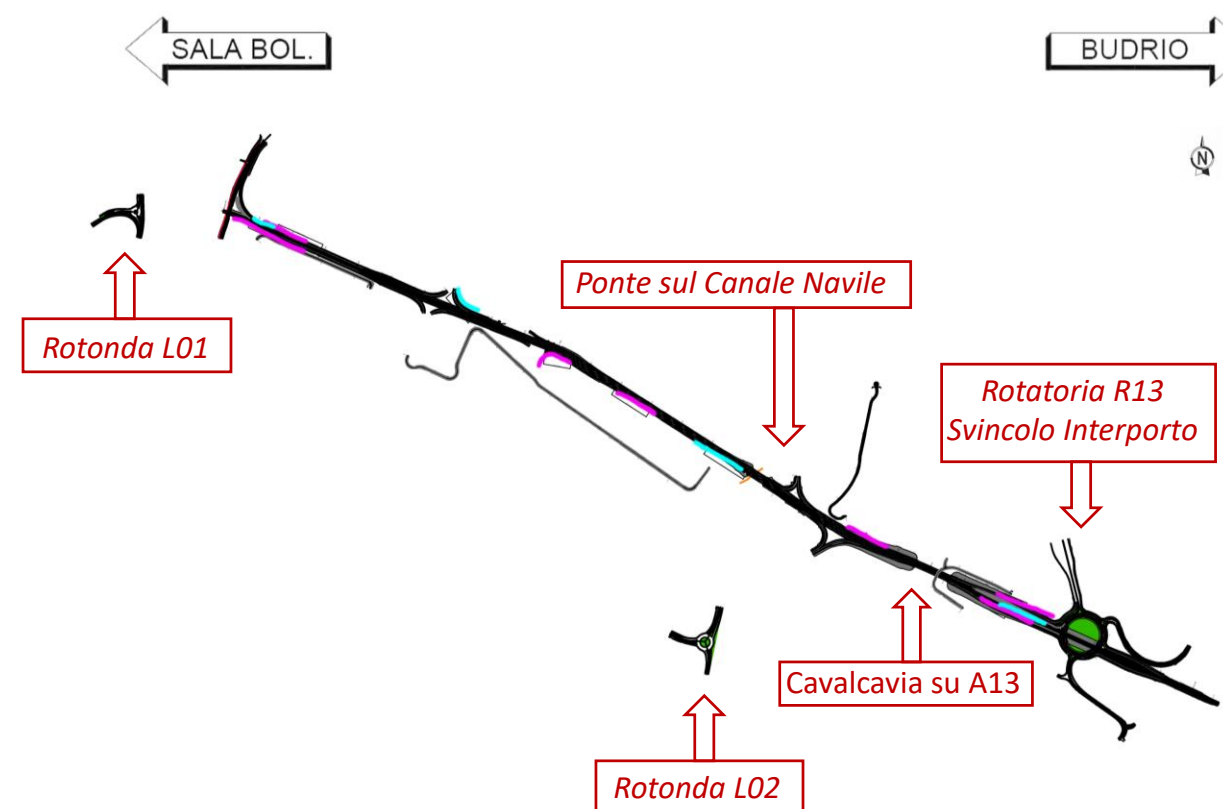 SALA BOL.
BUDRIO
N
Ponte sul Canale Navile
Rotonda L01
Rotatoria R13
Svincolo Interporto
Cavalcavia su A13
Rotonda L02